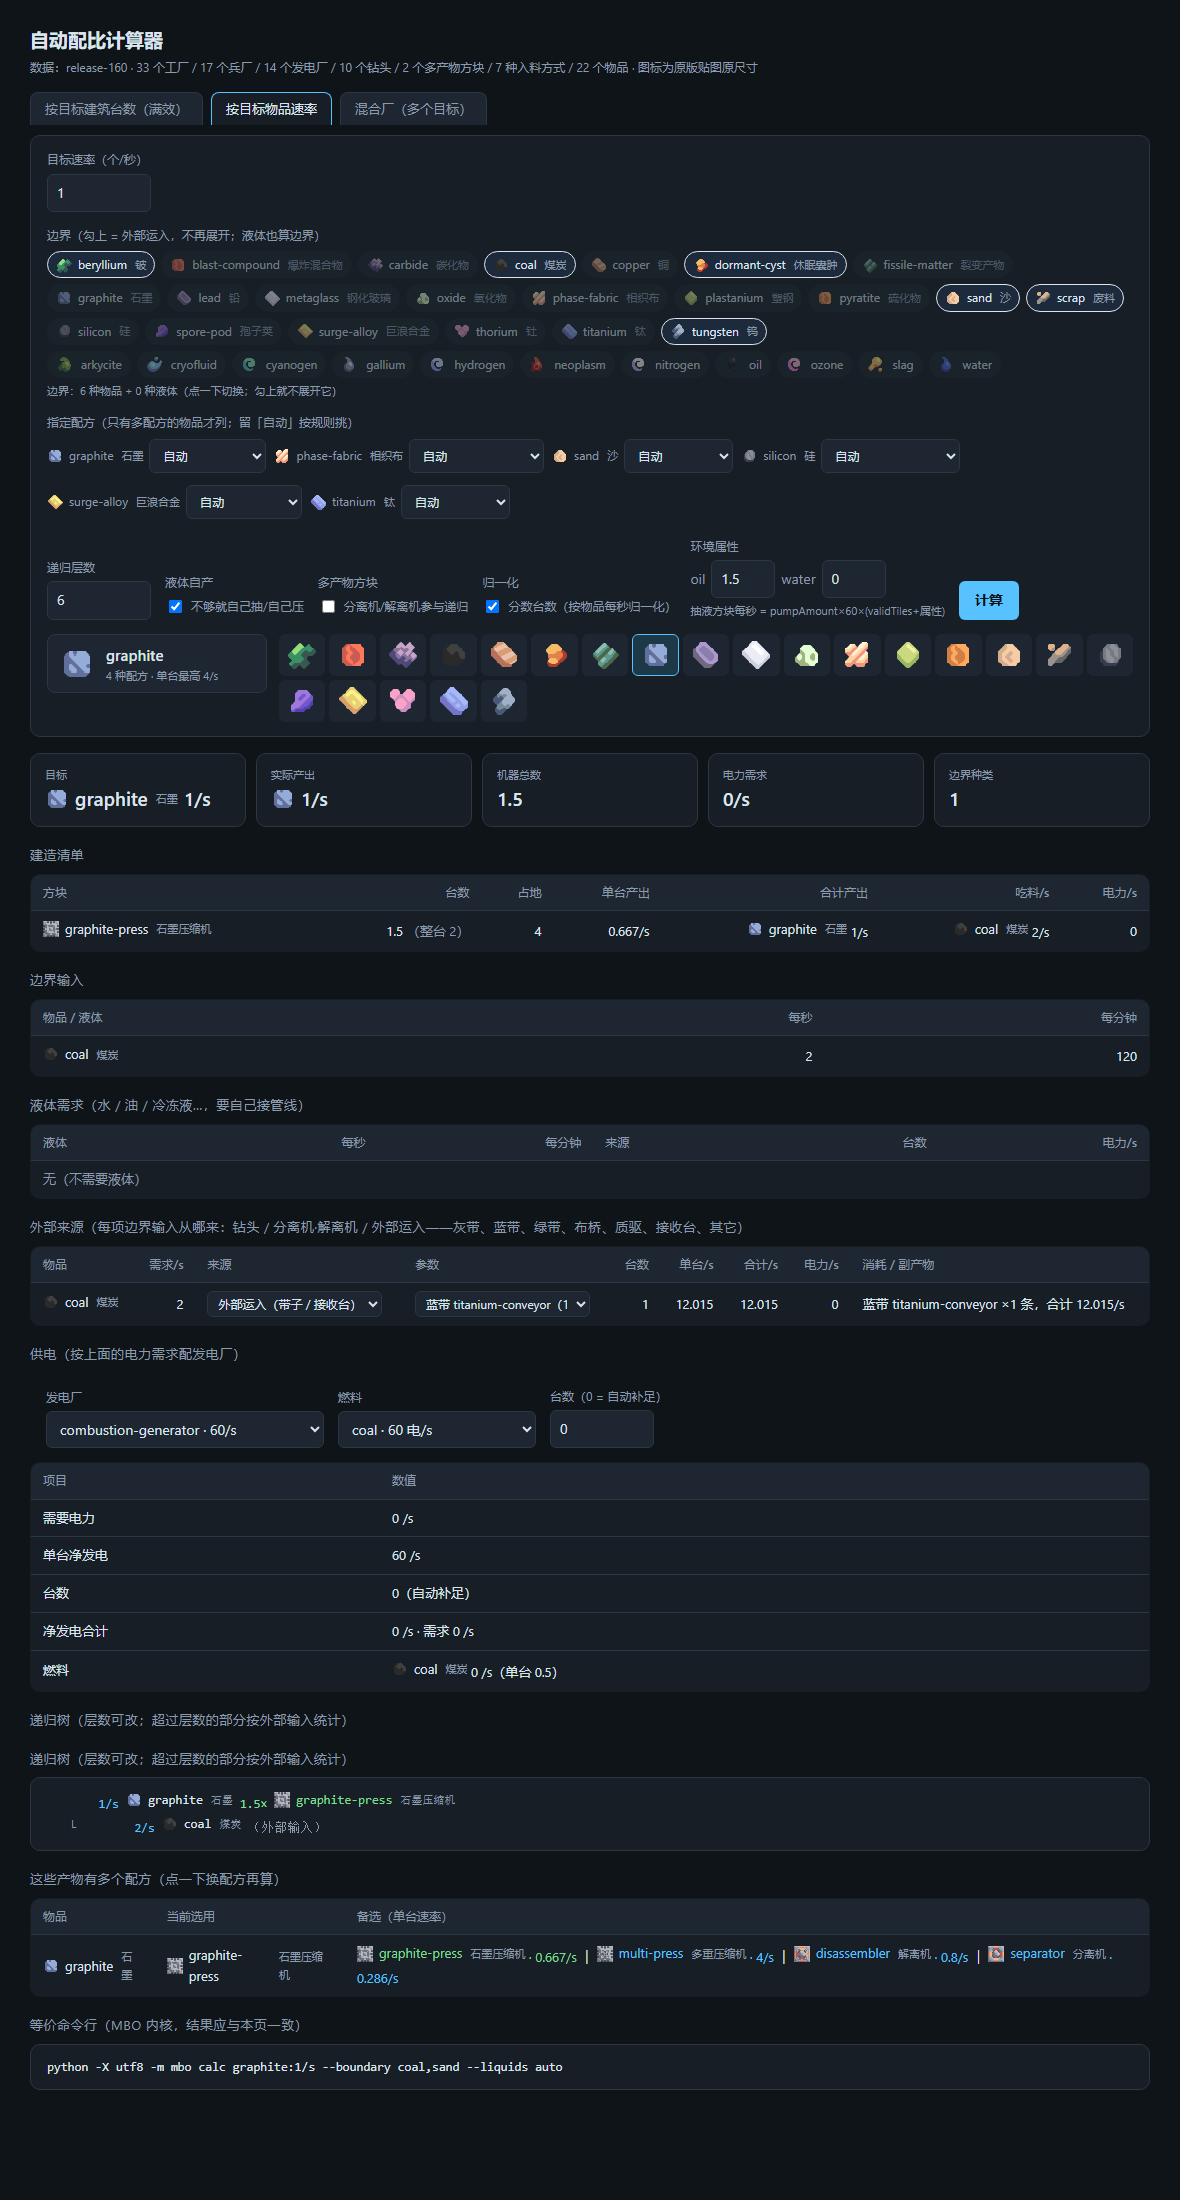 自动配比计算器
数据：release-160 · 33 个工厂 / 17 个兵厂 / 14 个发电厂 / 10 个钻头 / 2 个多产物方块 / 7 种入料方式 / 22 个物品 · 图标为原版贴图原尺寸
按目标建筑台数（满效） 按目标物品速率 混合厂（多个目标）
目标速率（个/秒）
1
边界（勾上 = 外部运入，不再展开；液体也算边界）
beryllium 铍 blast-compound 爆炸混合物 carbide 碳化物 coal 煤炭 copper 铜 dormant-cyst 休眠囊肿 fissile-matter 裂变产物
graphite 石墨 lead 铅 metaglass 钢化玻璃 oxide 氧化物 phase-fabric 相织布 plastanium 塑钢 pyratite 硫化物 sand 沙 scrap 废料
silicon 硅 spore-pod 孢子荚 surge-alloy 巨浪合金 thorium 钍 titanium 钛 tungsten 钨
arkycite cryofluid cyanogen gallium hydrogen neoplasm nitrogen oil ozone slag water
边界：6 种物品 + 0 种液体（点一下切换；勾上就不展开它）
指定配方（只有多配方的物品才列；留「自动」按规则挑）
graphite 石墨 自动 phase-fabric 相织布 自动 sand 沙 自动 silicon 硅 自动
surge-alloy 巨浪合金 自动 titanium 钛 自动
递归层数 液体自产 多产物方块 归一化 环境属性
6 不够就自己抽/自己压 分离机/解离机参与递归 分数台数（按物品每秒归一化） oil 1.5 water 0 计算
抽液方块每秒 = pumpAmount×60×(validTiles+属性)
graphite
4 种配方 · 单台最高 4/s
目标 实际产出 机器总数 电力需求 边界种类
graphite 石墨 1/s 1/s 1.5 0/s 1
建造清单
方块 台数 占地 单台产出 合计产出 吃料/s 电力/s
graphite-press 石墨压缩机 1.5 （整台 2） 4 0.667/s graphite 石墨 1/s coal 煤炭 2/s 0
边界输入
物品 / 液体 每秒 每分钟
coal 煤炭 2 120
液体需求（水 / 油 / 冷冻液…，要自己接管线）
液体 每秒 每分钟 来源 台数 电力/s
无（不需要液体）
外部来源（每项边界输入从哪来：钻头 / 分离机·解离机 / 外部运入——灰带、蓝带、绿带、布桥、质驱、接收台、其它）
物品 需求/s 来源 参数 台数 单台/s 合计/s 电力/s 消耗 / 副产物
coal 煤炭 2 外部运入（带子 / 接收台） 蓝带 titanium-conveyor（1 1 12.015 12.015 0 蓝带 titanium-conveyor ×1 条，合计 12.015/s
供电（按上面的电力需求配发电厂）
发电厂 燃料 台数（0 = 自动补足）
combustion-generator · 60/s coal · 60 电/s 0
项目 数值
需要电力 0 /s
单台净发电 60 /s
台数 0（自动补足）
净发电合计 0 /s · 需求 0 /s
燃料 coal 煤炭 0 /s（单台 0.5）
递归树（层数可改；超过层数的部分按外部输入统计）
递归树（层数可改；超过层数的部分按外部输入统计）
1/s graphite 石墨 1.5x graphite-press 石墨压缩机
└ 2/s coal 煤炭 （外部输入）
这些产物有多个配方（点一下换配方再算）
物品 当前选用 备选（单台速率）
graphite 石墨 graphite-press 石墨压缩机 graphite-press 石墨压缩机 · 0.667/s | multi-press 多重压缩机 · 4/s | disassembler 解离机 · 0.8/s | separator 分离机 · 0.286/s
等价命令行（MBO 内核，结果应与本页一致）
python -X utf8 -m mbo calc graphite:1/s --boundary coal,sand --liquids auto